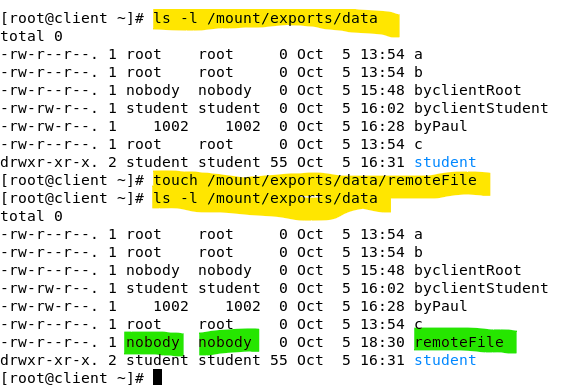 [root@client ~]# ls -l /mount/exports/data
total 0
-rw-r--r--. 1 root    root     0 Oct  5 13:54 a
-rw-r--r--. 1 root    root     0 Oct  5 13:54 b
-rw-r--r--. 1 nobody  nobody   0 Oct  5 15:48 byclientRoot
-rw-rw-r--. 1 student student  0 Oct  5 16:02 byclientStudent
-rw-rw-r--. 1    1002    1002  0 Oct  5 16:28 byPaul
-rw-r--r--. 1 root    root     0 Oct  5 13:54 c
drwxr-xr-x. 2 student student 55 Oct  5 16:31 student
[root@client ~]# touch /mount/exports/data/remoteFile
[root@client ~]# ls -l /mount/exports/data
total 0
-rw-r--r--. 1 root    root     0 Oct  5 13:54 a
-rw-r--r--. 1 root    root     0 Oct  5 13:54 b
-rw-r--r--. 1 nobody  nobody   0 Oct  5 15:48 byclientRoot
-rw-rw-r--. 1 student student  0 Oct  5 16:02 byclientStudent
-rw-rw-r--. 1    1002    1002  0 Oct  5 16:28 byPaul
-rw-r--r--. 1 root    root     0 Oct  5 13:54 c
-rw-r--r--. 1 nobody  nobody   0 Oct  5 18:30 remoteFile
drwxr-xr-x. 2 student student 55 Oct  5 16:31 student
[root@client ~]#